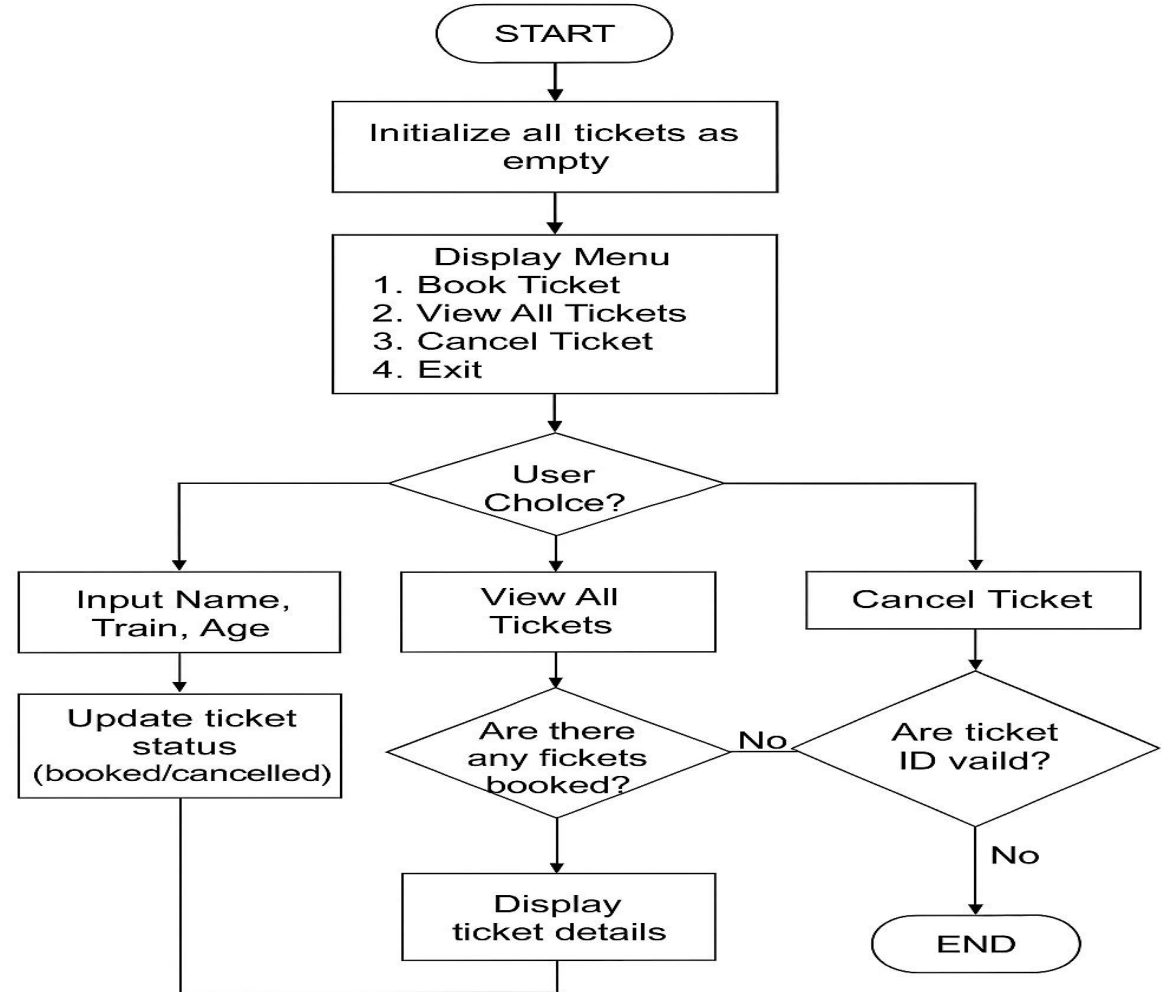 START
Initialize all tickets as
empty
Display Menu
1. Book Ticket
2. View All Tickets
3. Cancel Ticket
4. Exit
User
Cholce?
Input Name,
Train, Age
View All
Tickets
Cancel Ticket
Update ticket
status
(booked/cancelled)
Are there
any fickets
booked?
No
Are ticket
ID vaild?
No
Display
ticket details
END